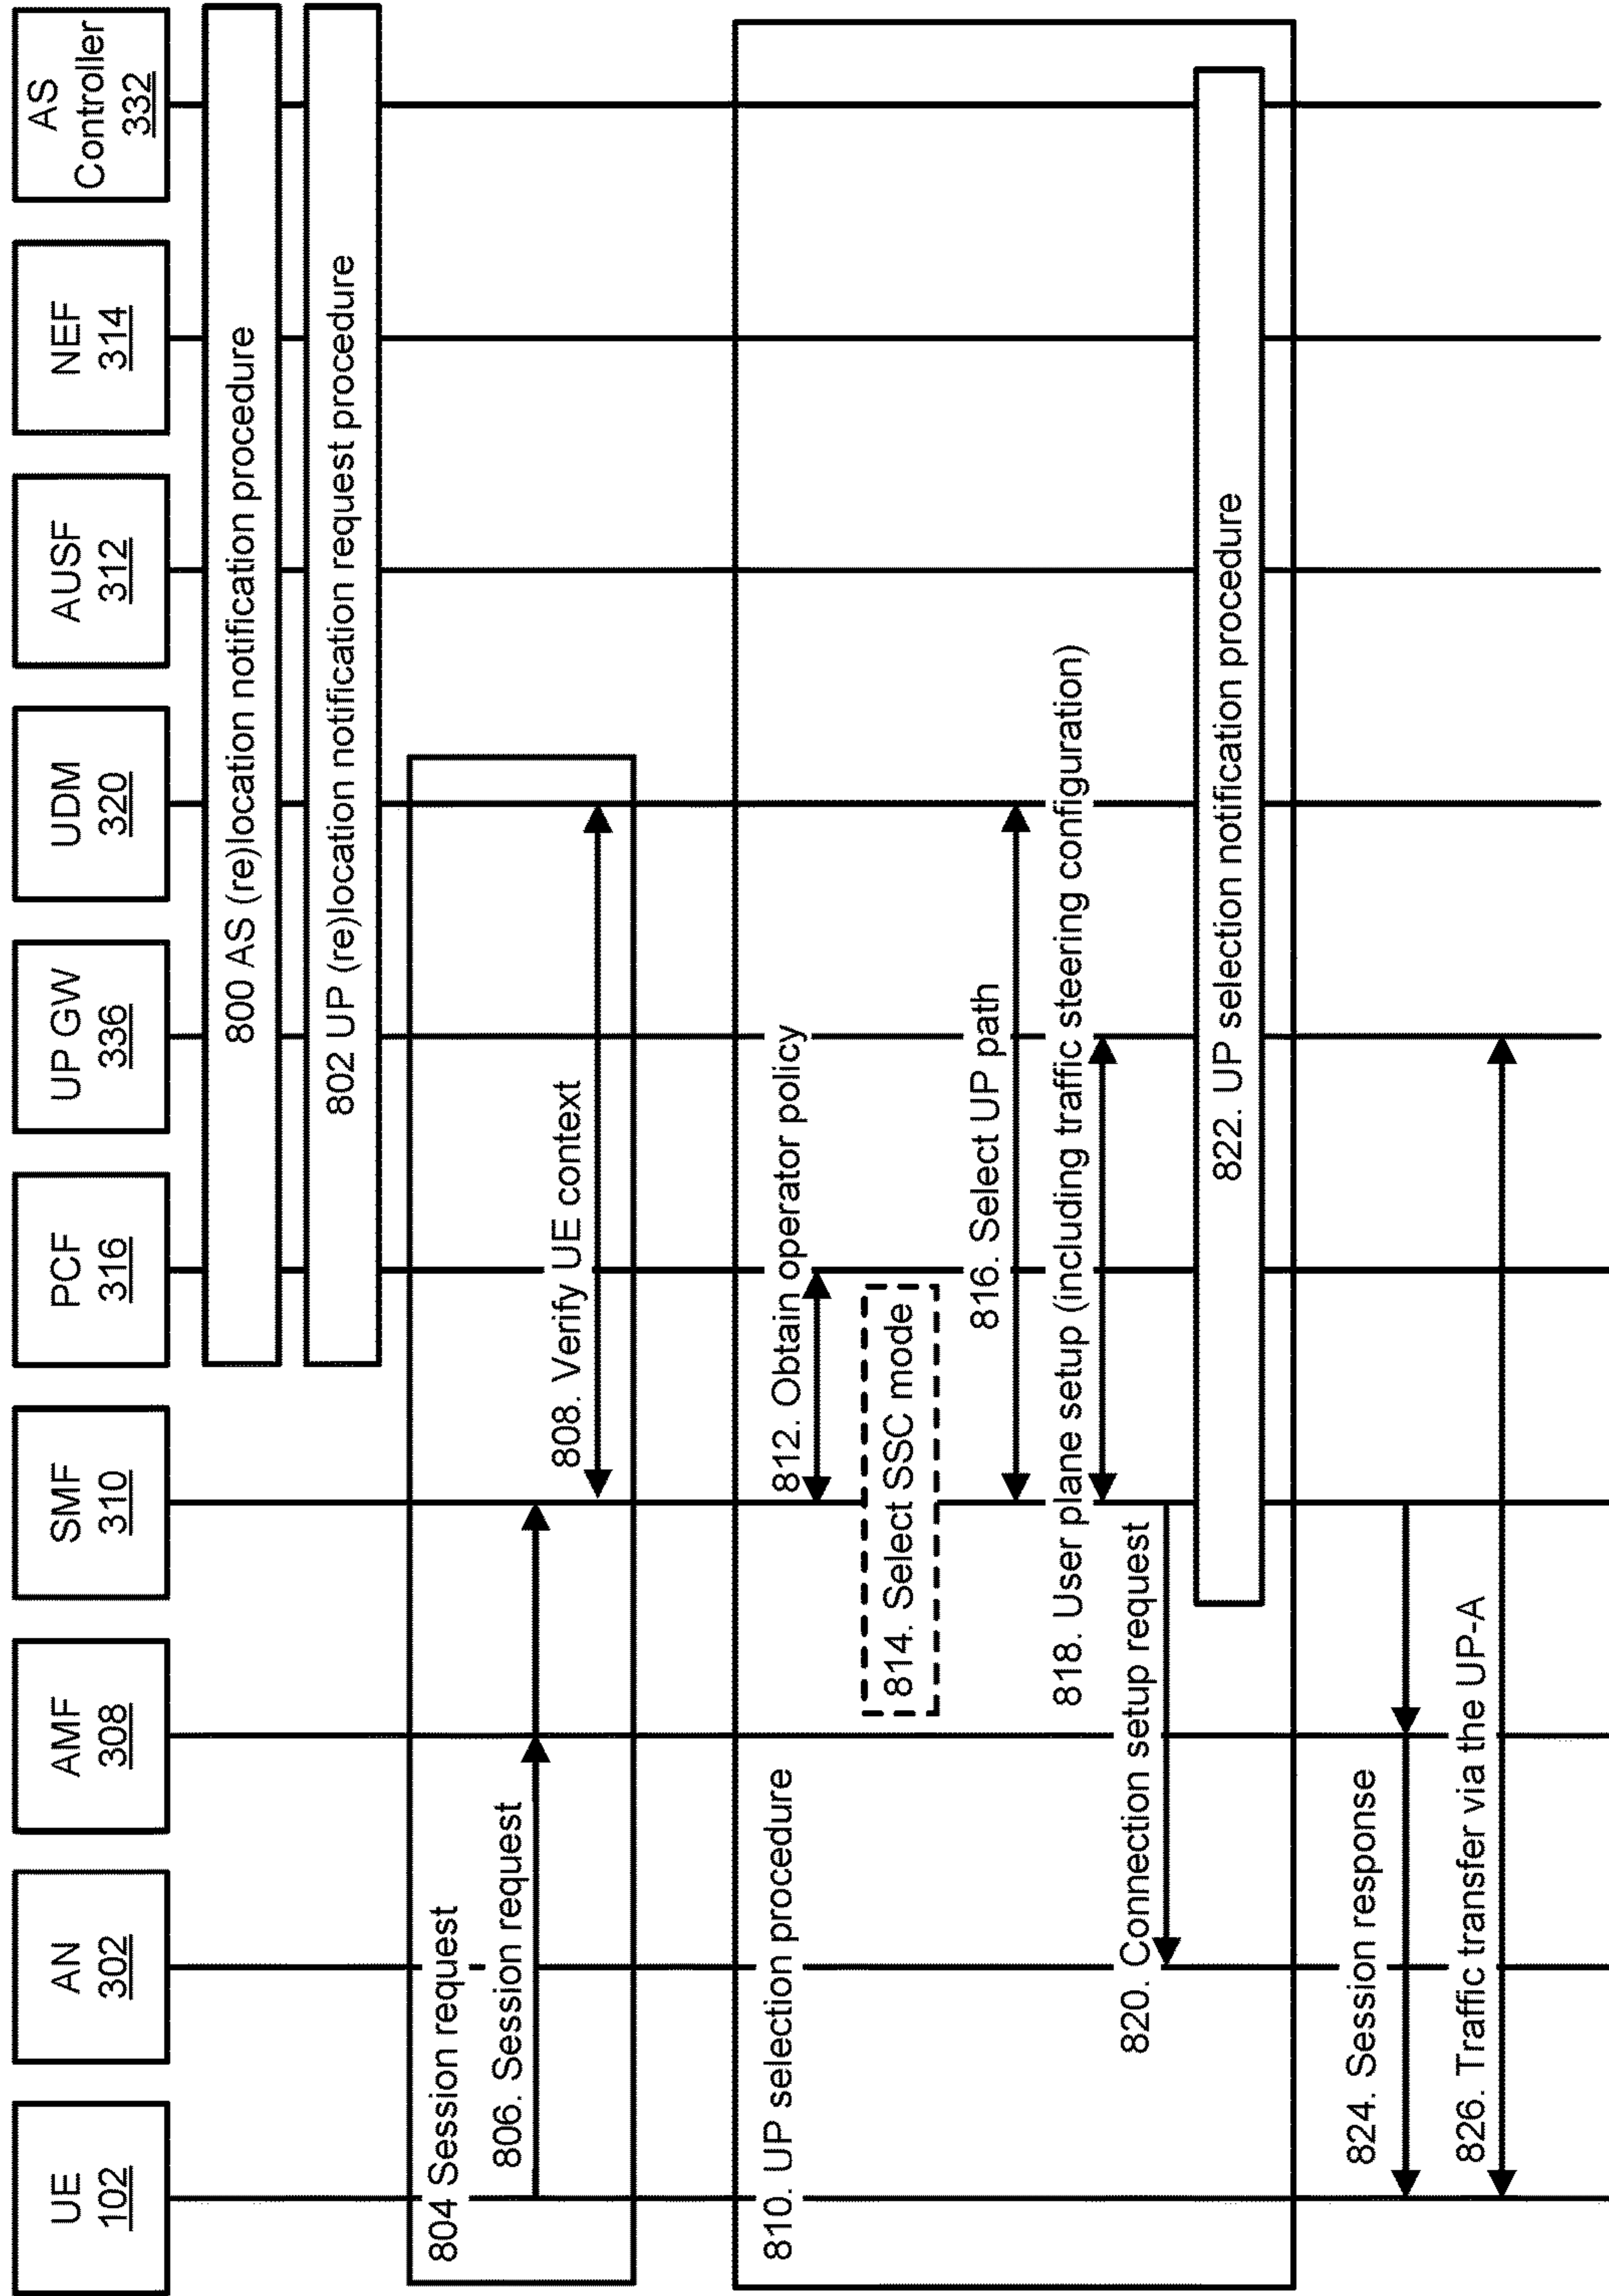 UE
102
AN
302
AMF
308
SMF
310
PCF
316
UP GW
336
UDM
320
AUSF
312
NEF
314
AS
Controller
332
800 AS (re)location notification procedure
802 UP (re)location notification request procedure
804 Session request
806. Session request
808. Verify UE context
810. UP selection procedure
812. Obtain operator policy
814. Select SSC mode
816. Select UP path
818. User plane setup (including traffic steering configuration)
820. Connection setup request
822. UP selection notification procedure
824. Session response
826. Traffic transfer via the UP-A